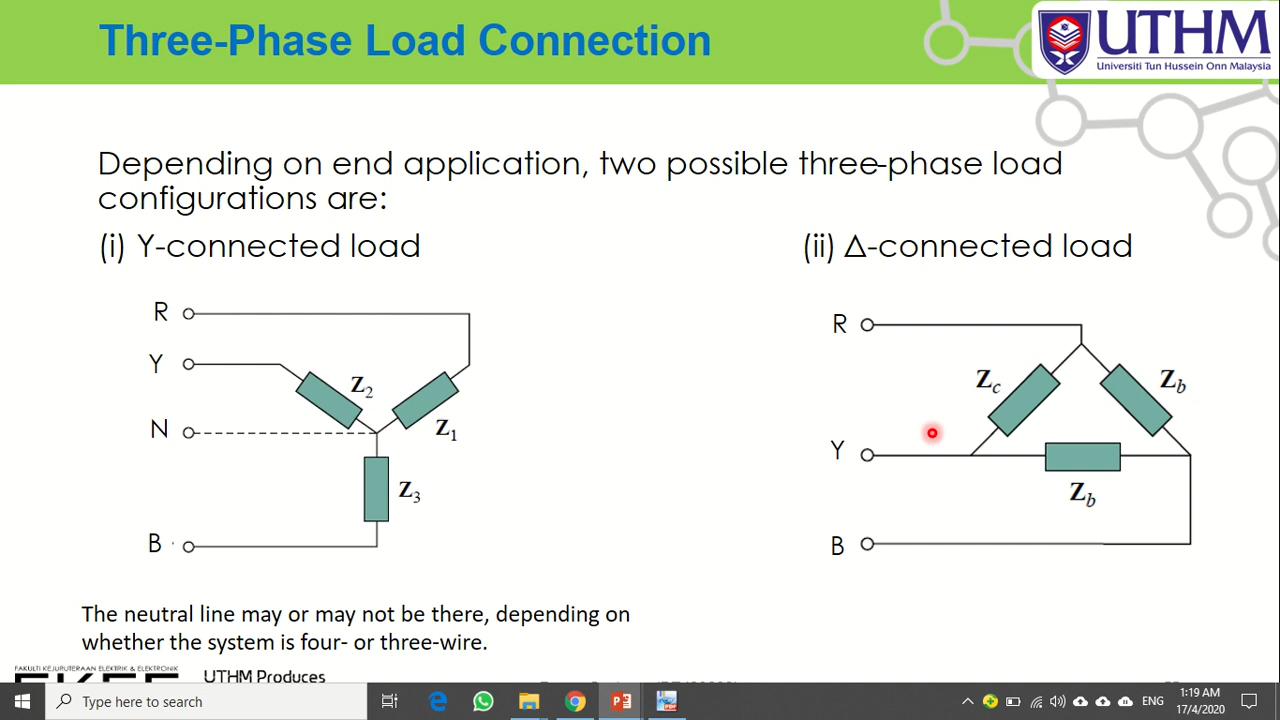 Three-Phase Load Connection
UTHM
Universiti Tun Hussein Onn Malaysia
Depending on end application, two possible three-phase load
configurations are:
(i) Y-connected load
R
Y
Z2
Z1
N
Z3
B
(ii) Δ-connected load
R
Zc
Zb
Y
Zb
B
The neutral line may or may not be there, depending on
whether the system is four- or three-wire.
FAKULTI KEJURUTERAAN ELEKTRIK & ELEKTRONIK
UTHM Produces
Type here to search
ENG
1:19 AM
17/4/2020